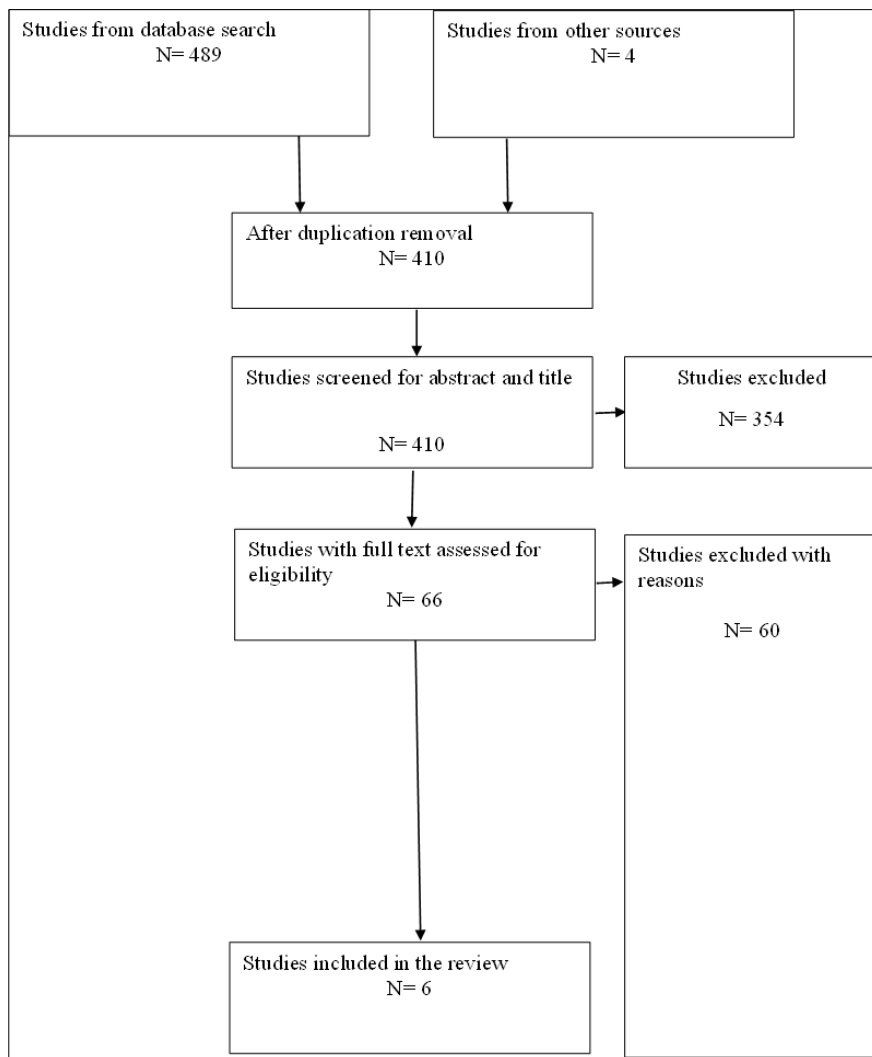 Studies from database search
N= 489
Studies from other sources
N= 4
After duplication removal
N= 410
Studies screened for abstract and title
N= 410
Studies excluded
N= 354
Studies with full text assessed for
eligibility
N= 66
Studies excluded with
reasons
N= 60
Studies included in the review
N= 6